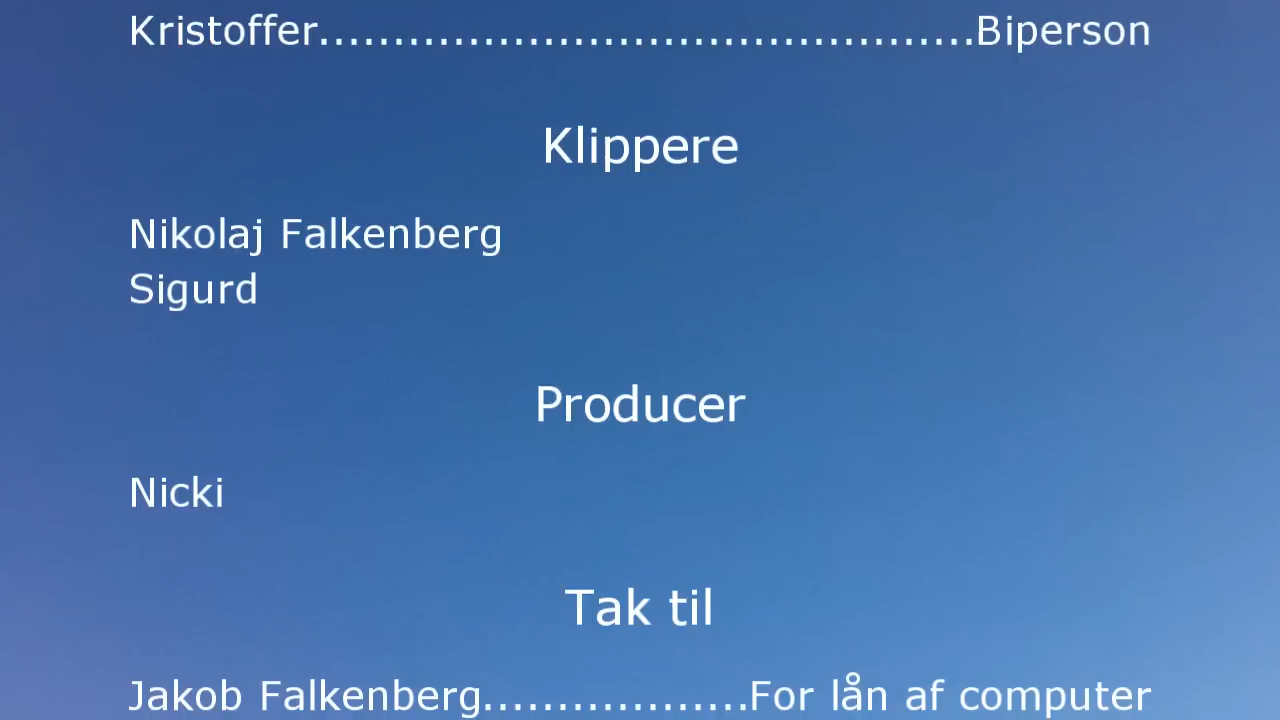 Kristoffer............................................Biperson
Klippere
Nikolaj Falkenberg
Sigurd
Producer
Nicki
Tak til
Jakob Falkenberg..................For lån af computer